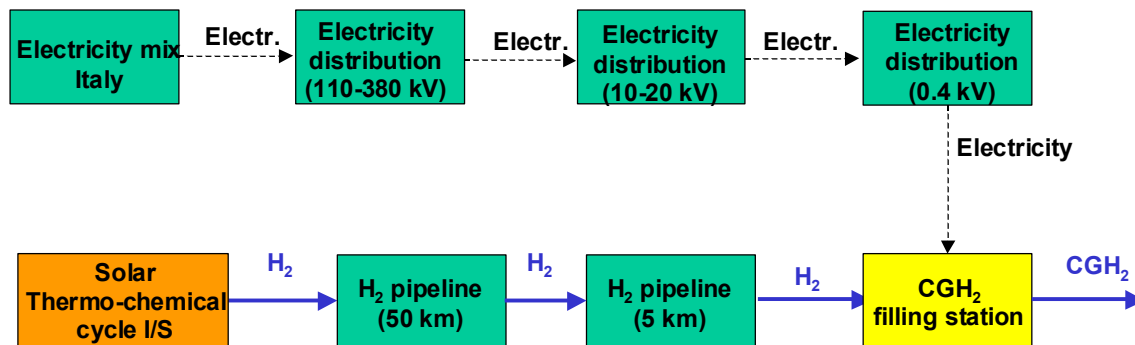 Electricity mix
Italy
Electr.
Electricity
distribution
(110-380 kV)
Electr.
Electricity
distribution
(10-20 kV)
Electr.
Electricity
distribution
(0.4 kV)
Electricity
Solar
Thermo-chemical
cycle I/S
H₂
H₂ pipeline
(50 km)
H₂
H₂ pipeline
(5 km)
H₂
CGH₂
filling station
CGH₂